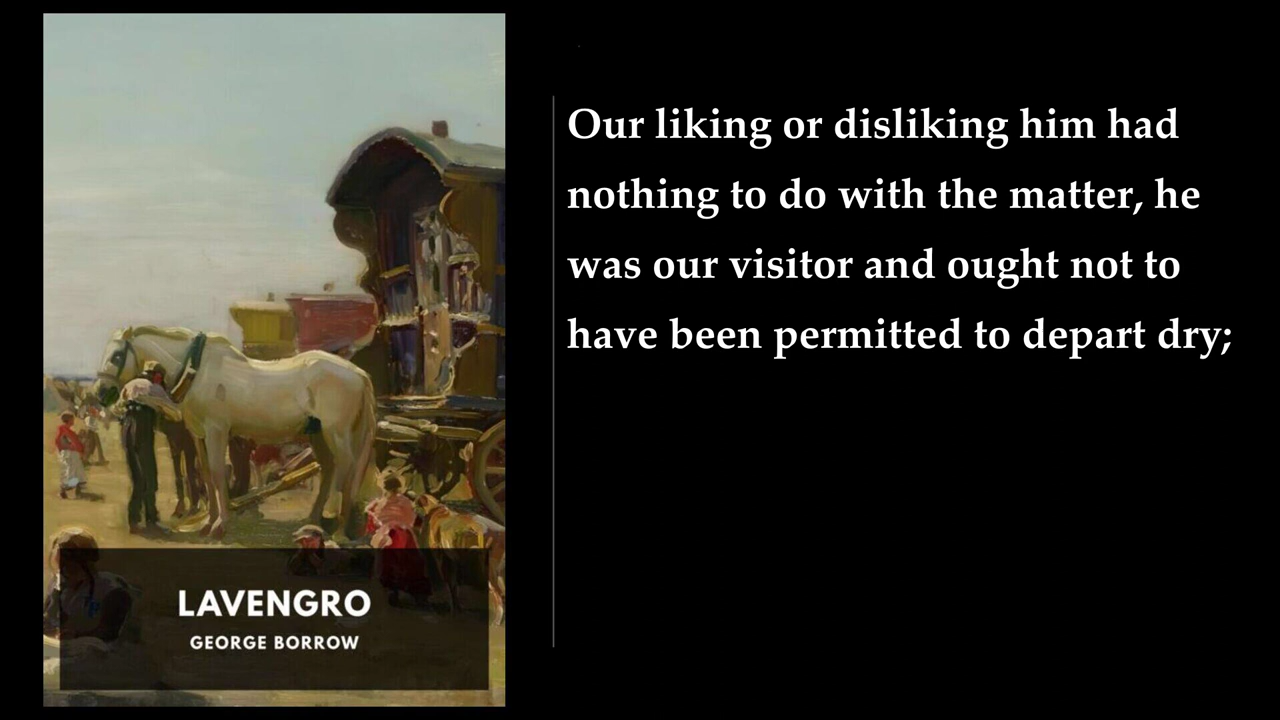 Our liking or disliking him had
nothing to do with the matter, he
was our visitor and ought not to
have been permitted to depart dry;
LAVENGRO
GEORGE BORROW